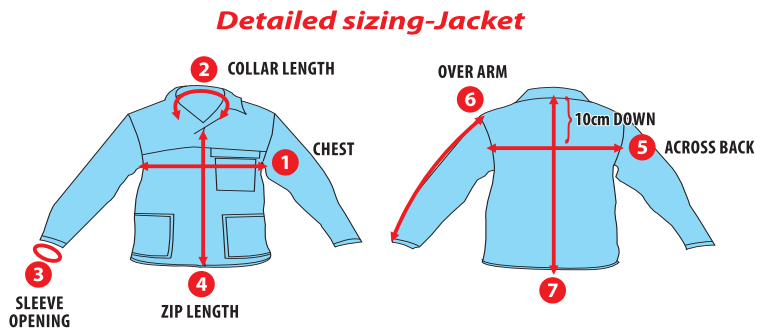 Detailed sizing-Jacket
2 COLLAR LENGTH
1 CHEST
3 SLEEVE
OPENING
4 ZIP LENGTH
OVER ARM
6
10cm DOWN
5 ACROSS BACK
7